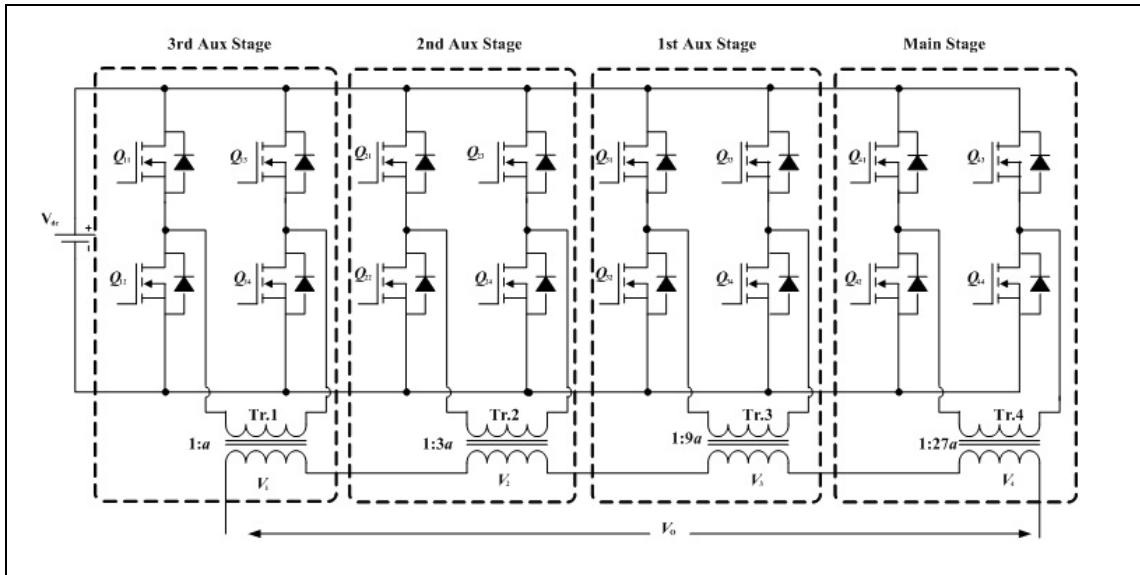 3rd Aux Stage
2nd Aux Stage
1st Aux Stage
Main Stage
Q11
Q13
Q21
Q23
Q31
Q33
Q41
Q43
Vdc
+
Q12
Q14
Q22
Q24
Q32
Q34
Q42
Q44
Tr.1
Tr.2
Tr.3
Tr.4
1:a
1:3a
1:9a
1:27a
V1
V2
V3
V4
Vo